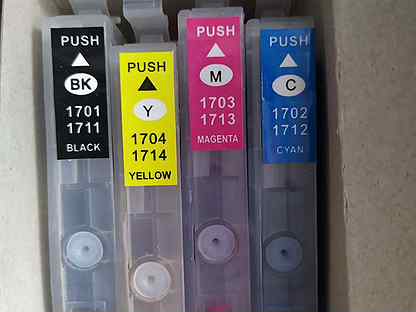 PUSH
BK
1701
1711
BLACK
PUSH
Y
1704
1714
YELLOW
PUSH
M
1703
1713
MAGENTA
PUSH
C
1702
1712
CYAN